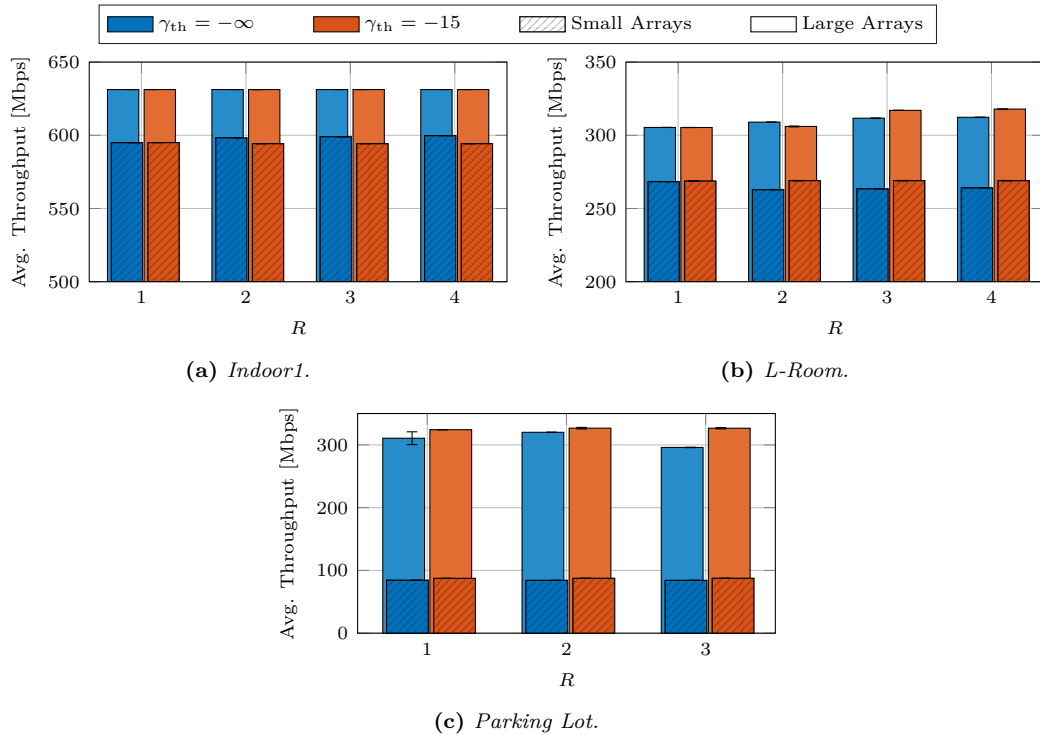 γth = −∞ γth = −15 Small Arrays Large Arrays
Avg. Throughput [Mbps]
650
600
550
500
1 2 3 4
R
(a) Indoor1.
Avg. Throughput [Mbps]
350
300
250
200
1 2 3 4
R
(b) L-Room.
Avg. Throughput [Mbps]
300
200
100
0
1 2 3
R
(c) Parking Lot.